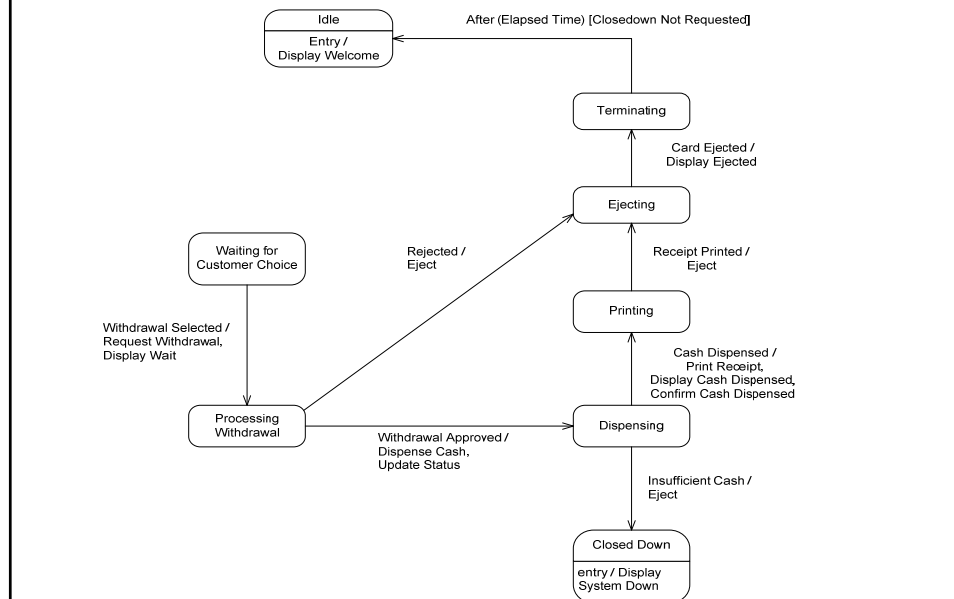 Idle
Entry /
Display Welcome
After (Elapsed Time) [Closedown Not Requested]
Terminating
Card Ejected /
Display Ejected
Ejecting
Waiting for
Customer Choice
Rejected /
Eject
Receipt Printed /
Eject
Printing
Withdrawal Selected /
Request Withdrawal,
Display Wait
Cash Dispensed /
Print Receipt,
Display Cash Dispensed,
Confirm Cash Dispensed
Processing
Withdrawal
Dispensing
Withdrawal Approved /
Dispense Cash,
Update Status
Insufficient Cash /
Eject
Closed Down
entry / Display
System Down